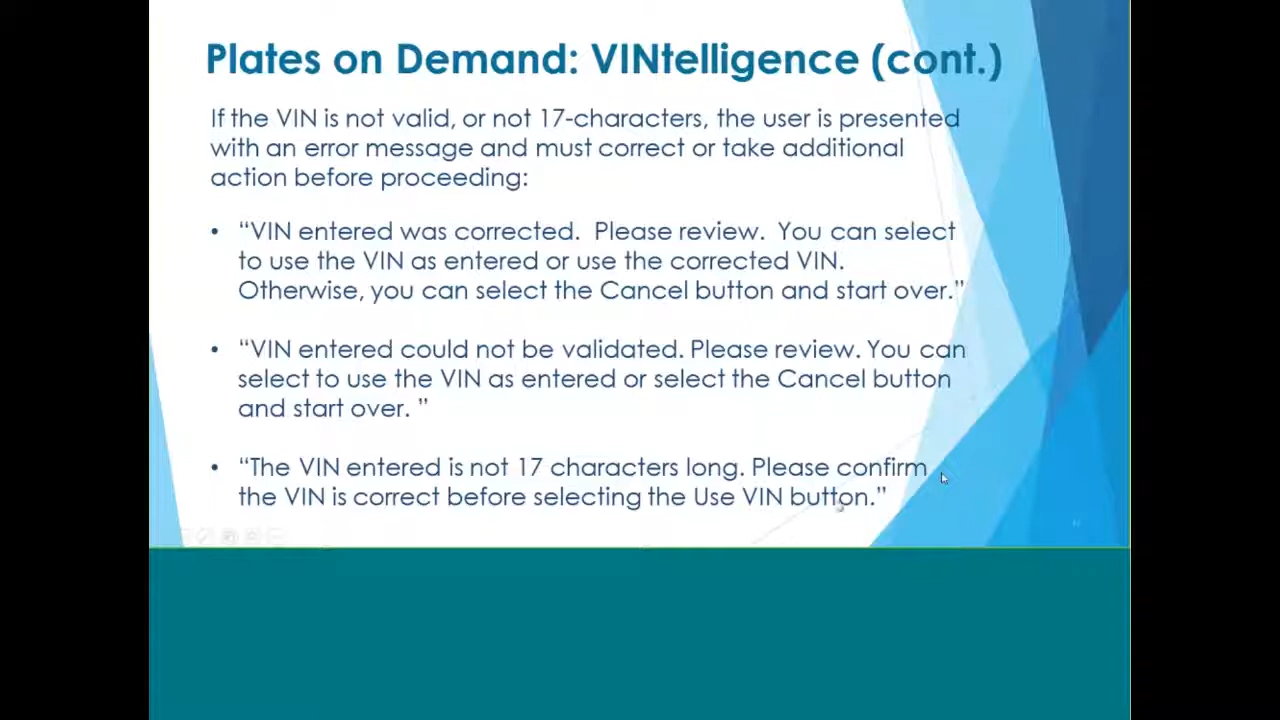 Plates on Demand: VINtelligence (cont.)
If the VIN is not valid, or not 17-characters, the user is presented
with an error message and must correct or take additional
action before proceeding:
• “VIN entered was corrected.  Please review.  You can select
to use the VIN as entered or use the corrected VIN.
Otherwise, you can select the Cancel button and start over.”
• “VIN entered could not be validated. Please review. You can
select to use the VIN as entered or select the Cancel button
and start over. ”
• “The VIN entered is not 17 characters long. Please confirm
the VIN is correct before selecting the Use VIN button.”